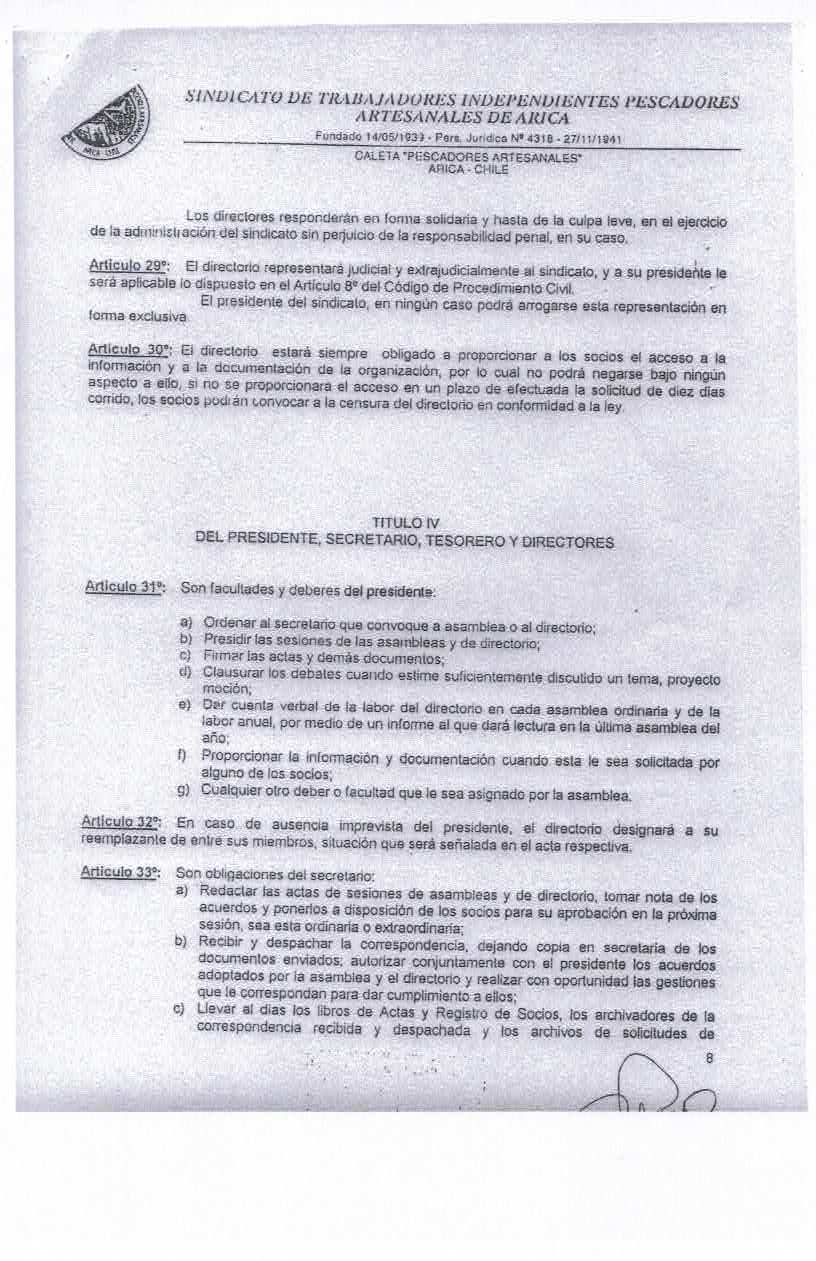 SINDICATO DE TRABAJADORES INDEPENDIENTES PESCADORES
ARTESANALES DE ARICA
Fundado 14/05/1939 - Pers. Juridica Nº 4318 - 27/11/1941
CALETA "PESCADORES ARTESANALES"
ARICA - CHILE
Los directores responderán en forma solidaria y hasta de la culpa leve, en el ejercicio
de la administración del sindicato sin perjuicio de la responsabilidad penal, en su caso.
Articulo 29º: El directorio representará judicial y extrajudicialmente al sindicato, y a su presidente le
será aplicable lo dispuesto en el Artículo 8º del Código de Procedimiento Civil.
El presidente del sindicato, en ningún caso podrá arrogarse esta representación en
forma exclusiva.
Articulo 30º: El directorio estará siempre obligado a proporcionar a los socios el acceso a la
información y a la documentación de la organización, por lo cual no podrá negarse bajo ningún
aspecto a ello, si no se proporcionara el acceso en un plazo de efectuada la solicitud de diez días
corrido, los socios podrán convocar a la censura del directorio en conformidad a la ley.
TITULO IV
DEL PRESIDENTE, SECRETARIO, TESORERO Y DIRECTORES
Articulo 31º: Son facultades y deberes del presidente:
a) Ordenar al secretario que convoque a asamblea o al directorio;
b) Presidir las sesiones de las asambleas y de directorio;
c) Firmar las actas y demás documentos;
d) Clausurar los debates cuando estime suficientemente discutido un tema, proyecto
moción;
e) Dar cuenta verbal de la labor del directorio en cada asamblea ordinaria y de la
labor anual, por medio de un informe al que dará lectura en la última asamblea del
año;
f) Proporcionar la información y documentación cuando esta le sea solicitada por
alguno de los socios;
g) Cualquier otro deber o facultad que le sea asignado por la asamblea.
Articulo 32º: En caso de ausencia imprevista del presidente, el directorio designará a su
reemplazante de entre sus miembros, situación que será señalada en el acta respectiva.
Articulo 33º: Son obligaciones del secretario:
a) Redactar las actas de sesiones de asambleas y de directorio, tomar nota de los
acuerdos y ponerlos a disposición de los socios para su aprobación en la próxima
sesión, sea esta ordinaria o extraordinaria;
b) Recibir y despachar la correspondencia, dejando copia en secretaría de los
documentos enviados; autorizar conjuntamente con el presidente los acuerdos
adoptados por la asamblea y el directorio y realizar con oportunidad las gestiones
que le correspondan para dar cumplimiento a ellos;
c) Llevar al días los libros de Actas y Registro de Socios, los archivadores de la
correspondencia recibida y despachada y los archivos de solicitudes de
8